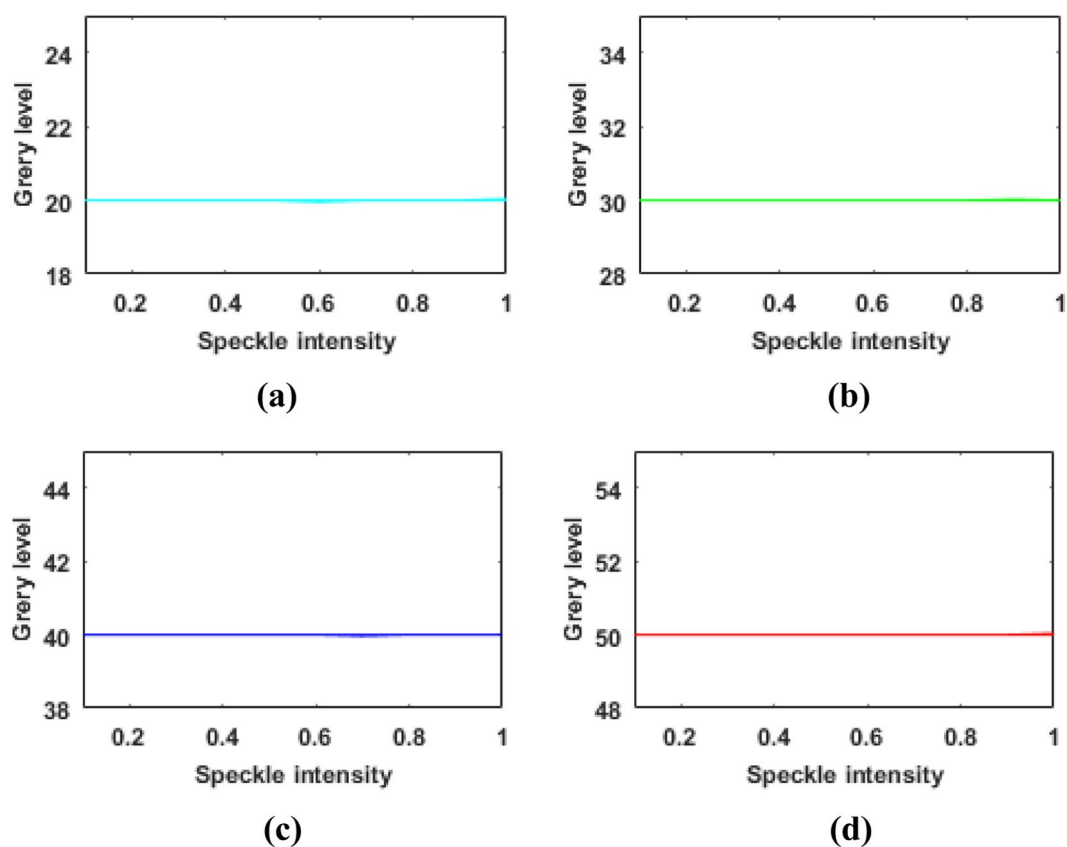 24
22
20
18
Grery level
0.2 0.4 0.6 0.8 1
Speckle intensity
(a)
34
32
30
28
Grery level
0.2 0.4 0.6 0.8 1
Speckle intensity
(b)
44
42
40
38
Grery level
0.2 0.4 0.6 0.8 1
Speckle intensity
(c)
54
52
50
48
Grery level
0.2 0.4 0.6 0.8 1
Speckle intensity
(d)